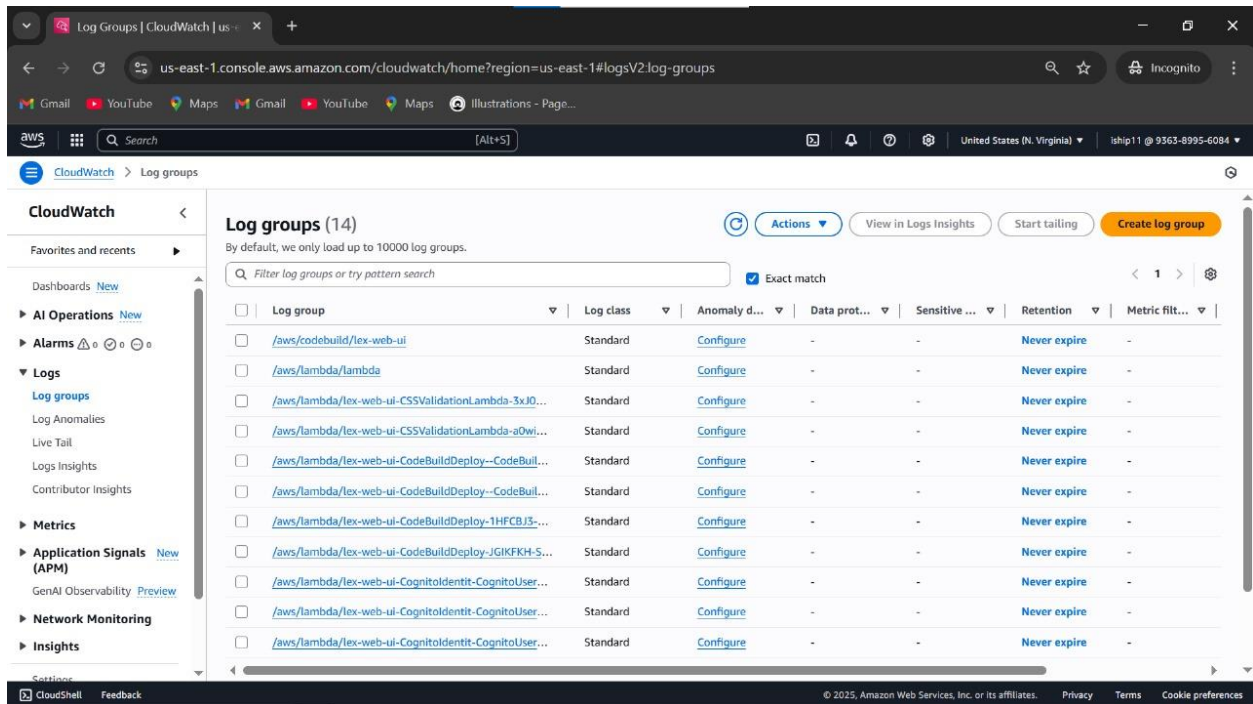 Log Groups | CloudWatch | us-e
us-east-1.console.aws.amazon.com/cloudwatch/home?region=us-east-1#logsV2:log-groups
Incognito
Gmail YouTube Maps Gmail YouTube Maps Illustrations - Page...
aws Search [Alt+S] United States (N. Virginia) iship11 @ 9363-8995-6084
CloudWatch > Log groups
CloudWatch
Favorites and recents
Dashboards New
AI Operations New
Alarms 0 0 0
Logs
Log groups
Log Anomalies
Live Tail
Logs Insights
Contributor Insights
Metrics
Application Signals New
(APM)
GenAI Observability Preview
Network Monitoring
Insights
Settings
Log groups (14)
Actions View in Logs Insights Start tailing Create log group
By default, we only load up to 10000 log groups.
Filter log groups or try pattern search Exact match 1
Log group Log class Anomaly d... Data prot... Sensitive ... Retention Metric filt...
/aws/codebuild/lex-web-ui Standard Configure - - Never expire -
/aws/lambda/lambda Standard Configure - - Never expire -
/aws/lambda/lex-web-ui-CSSValidationLambda-3xJ0... Standard Configure - - Never expire -
/aws/lambda/lex-web-ui-CSSValidationLambda-a0wi... Standard Configure - - Never expire -
/aws/lambda/lex-web-ui-CodeBuildDeploy--CodeBuil... Standard Configure - - Never expire -
/aws/lambda/lex-web-ui-CodeBuildDeploy--CodeBuil... Standard Configure - - Never expire -
/aws/lambda/lex-web-ui-CodeBuildDeploy-1HFCBJ3-... Standard Configure - - Never expire -
/aws/lambda/lex-web-ui-CodeBuildDeploy-JGIKFKH-S... Standard Configure - - Never expire -
/aws/lambda/lex-web-ui-CognitoIdentit-CognitoUser... Standard Configure - - Never expire -
/aws/lambda/lex-web-ui-CognitoIdentit-CognitoUser... Standard Configure - - Never expire -
/aws/lambda/lex-web-ui-CognitoIdentit-CognitoUser... Standard Configure - - Never expire -
CloudShell Feedback © 2025, Amazon Web Services, Inc. or its affiliates. Privacy Terms Cookie preferences